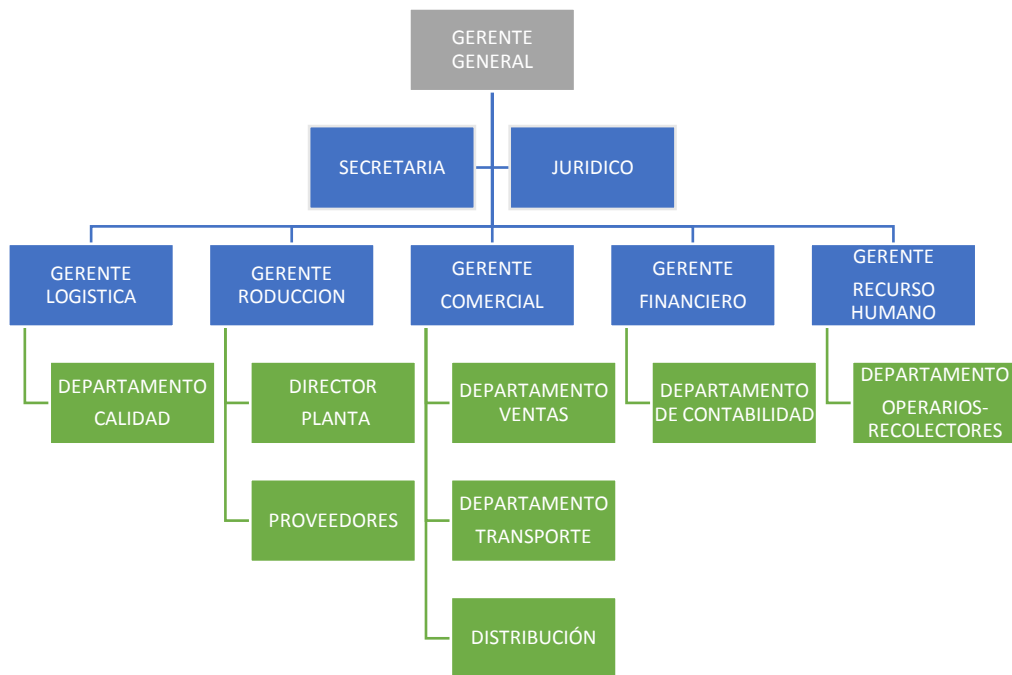 GERENTE
GENERAL
SECRETARIA
JURIDICO
GERENTE
LOGISTICA
GERENTE
RODUCCION
GERENTE
COMERCIAL
GERENTE
FINANCIERO
GERENTE
RECURSO
HUMANO
DEPARTAMENTO
CALIDAD
DIRECTOR
PLANTA
DEPARTAMENTO
VENTAS
DEPARTAMENTO
DE CONTABILIDAD
DEPARTAMENTO
OPERARIOS-
RECOLECTORES
PROVEEDORES
DEPARTAMENTO
TRANSPORTE
DISTRIBUCIÓN